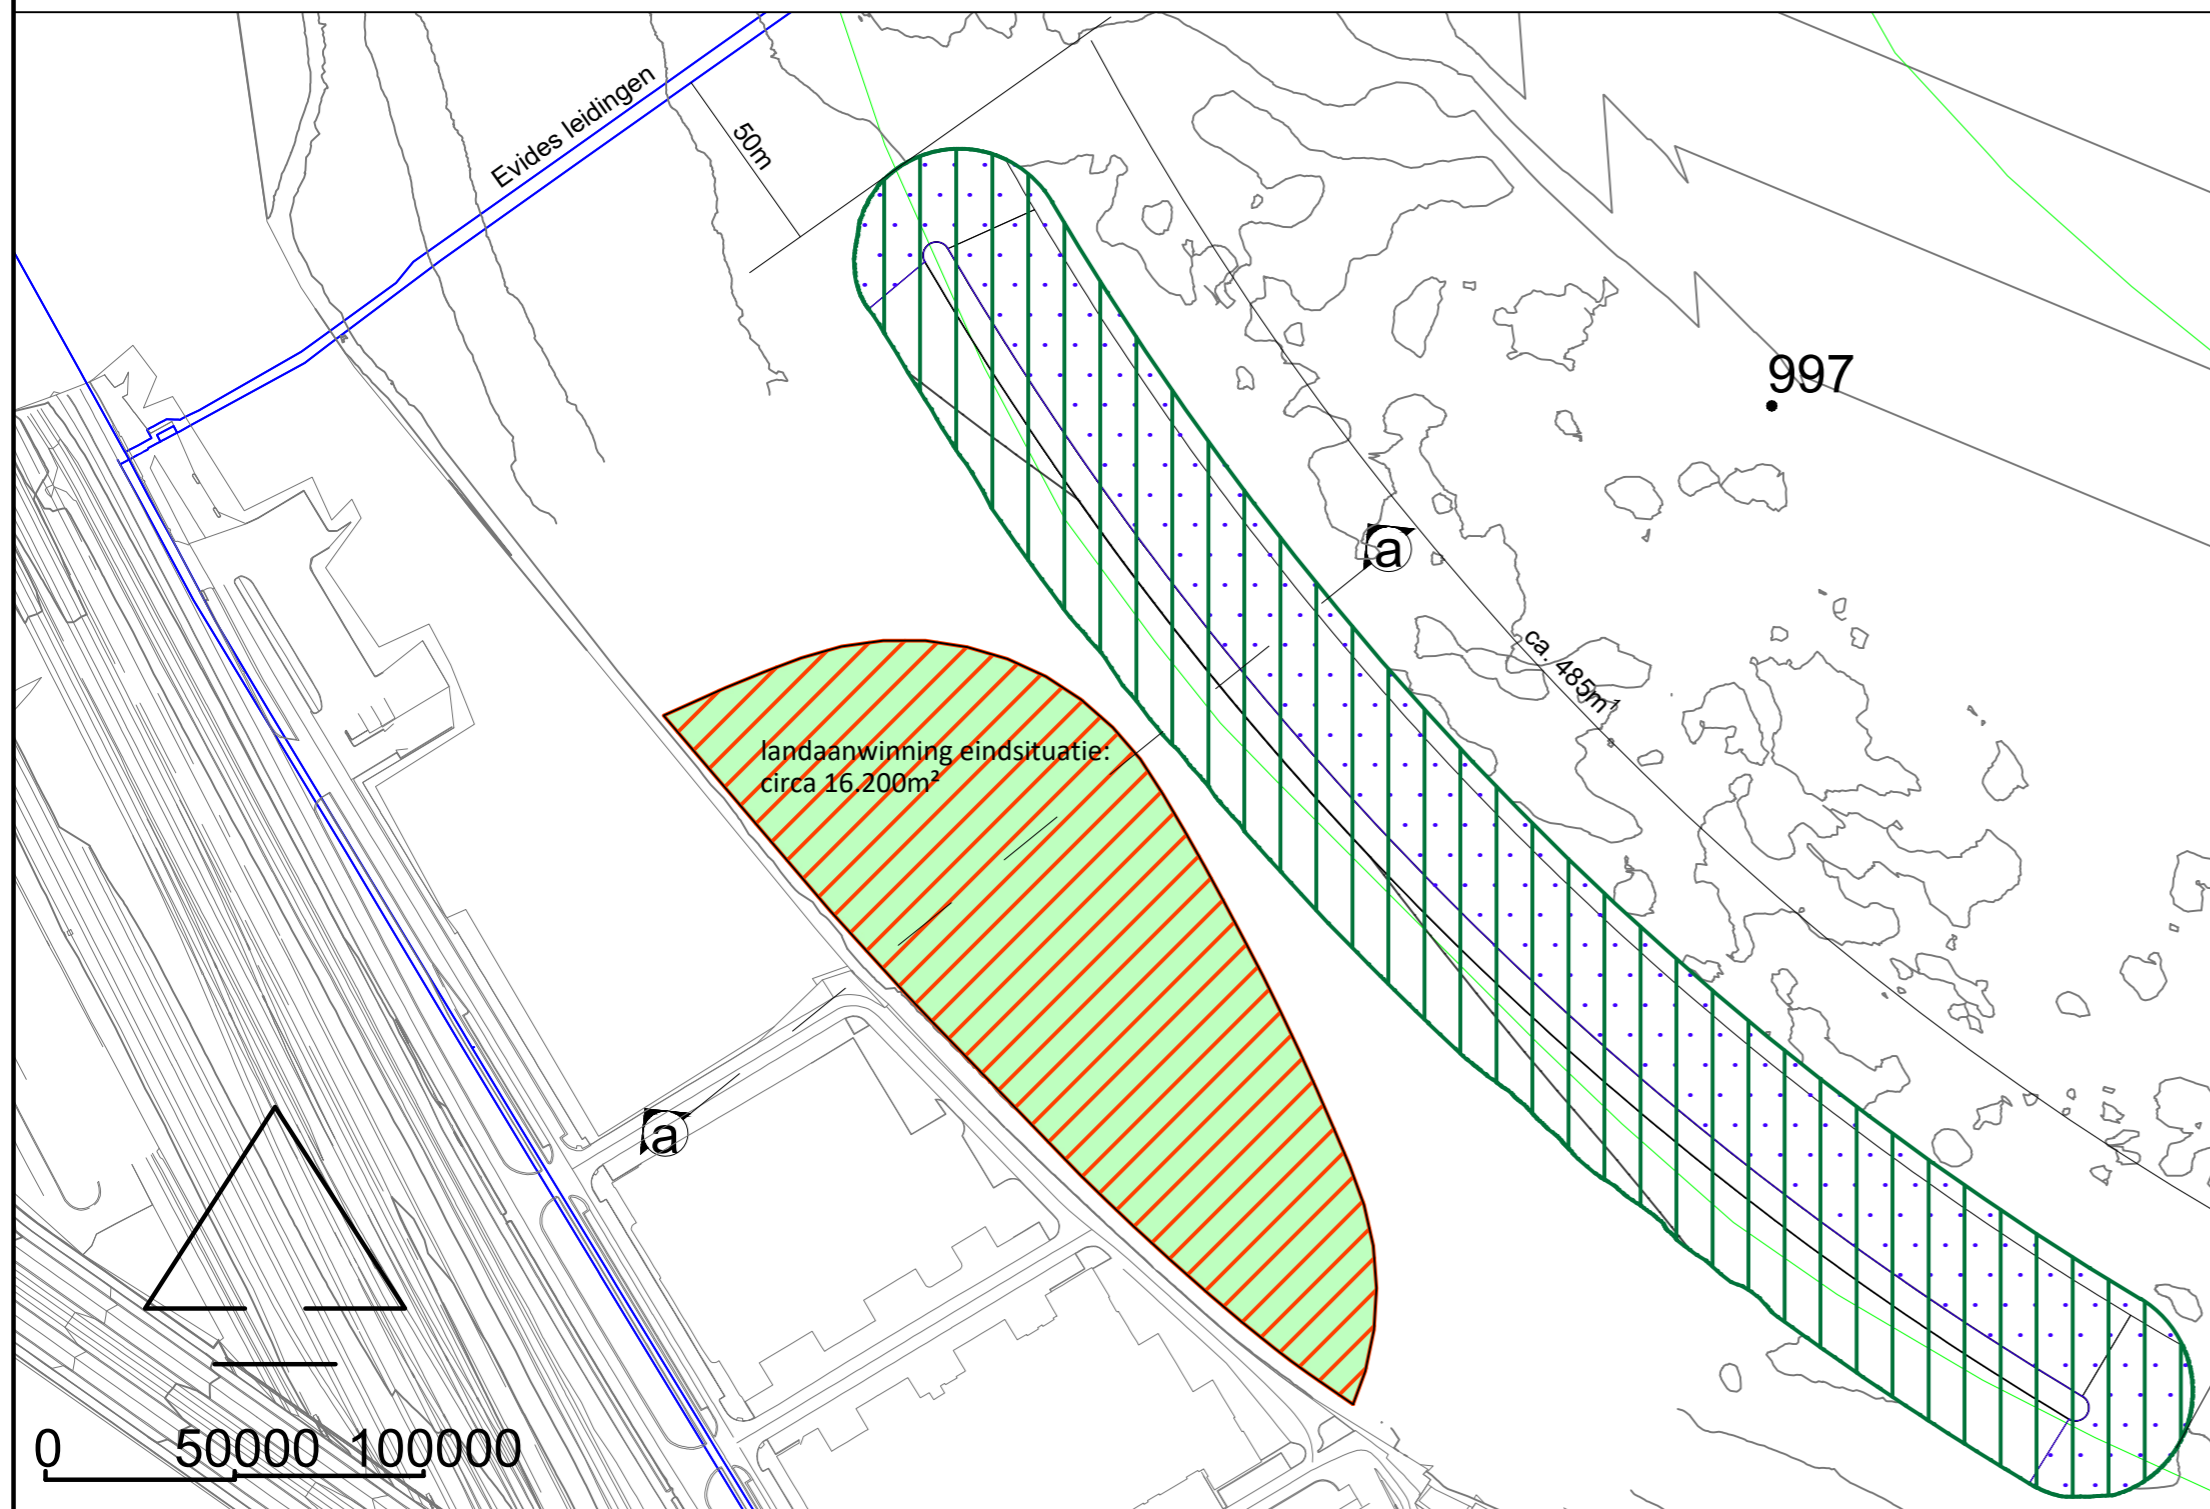 Evides leidingen
50m
997
a
ca. 485m¹
landaanwinning eindsituatie:
circa 16.200m²
a
0 50000 100000